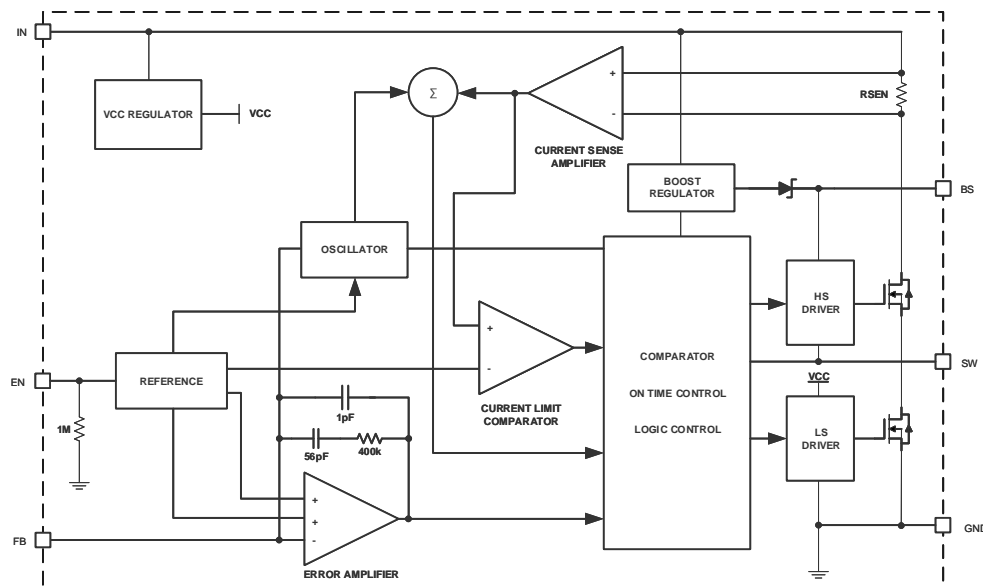 IN
VCC REGULATOR
VCC
Σ
+
-
RSEN
CURRENT SENSE
AMPLIFIER
BOOST
REGULATOR
BS
OSCILLATOR
HS
DRIVER
+
-
COMPARATOR
ON TIME CONTROL
LOGIC CONTROL
SW
EN
REFERENCE
VCC
CURRENT LIMIT
COMPARATOR
1pF
1M
56pF
400k
LS
DRIVER
+
+
-
FB
GND
ERROR AMPLIFIER